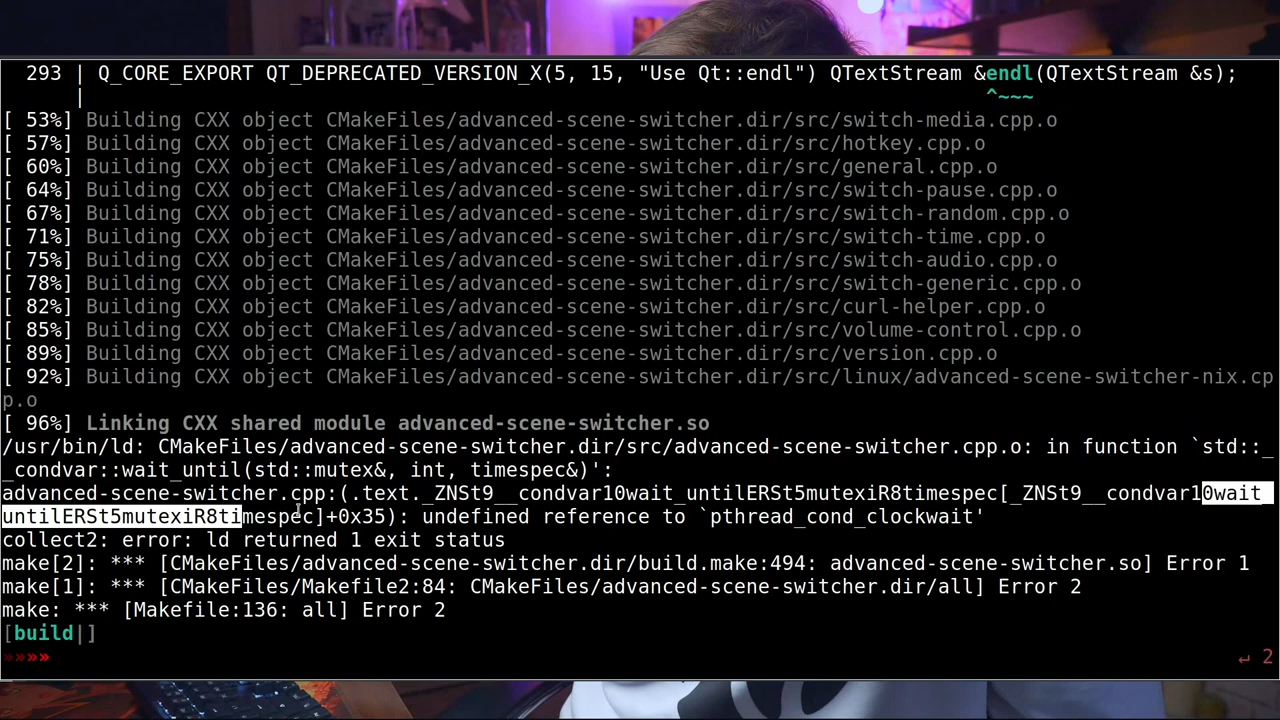 293 | Q_CORE_EXPORT QT_DEPRECATED_VERSION_X(5, 15, "Use Qt::endl") QTextStream &endl(QTextStream &s);
| ^~~~
[ 53%] Building CXX object CMakeFiles/advanced-scene-switcher.dir/src/switch-media.cpp.o
[ 57%] Building CXX object CMakeFiles/advanced-scene-switcher.dir/src/hotkey.cpp.o
[ 60%] Building CXX object CMakeFiles/advanced-scene-switcher.dir/src/general.cpp.o
[ 64%] Building CXX object CMakeFiles/advanced-scene-switcher.dir/src/switch-pause.cpp.o
[ 67%] Building CXX object CMakeFiles/advanced-scene-switcher.dir/src/switch-random.cpp.o
[ 71%] Building CXX object CMakeFiles/advanced-scene-switcher.dir/src/switch-time.cpp.o
[ 75%] Building CXX object CMakeFiles/advanced-scene-switcher.dir/src/switch-audio.cpp.o
[ 78%] Building CXX object CMakeFiles/advanced-scene-switcher.dir/src/switch-generic.cpp.o
[ 82%] Building CXX object CMakeFiles/advanced-scene-switcher.dir/src/curl-helper.cpp.o
[ 85%] Building CXX object CMakeFiles/advanced-scene-switcher.dir/src/volume-control.cpp.o
[ 89%] Building CXX object CMakeFiles/advanced-scene-switcher.dir/src/version.cpp.o
[ 92%] Building CXX object CMakeFiles/advanced-scene-switcher.dir/src/linux/advanced-scene-switcher-nix.cp
p.o
[ 96%] Linking CXX shared module advanced-scene-switcher.so
/usr/bin/ld: CMakeFiles/advanced-scene-switcher.dir/src/advanced-scene-switcher.cpp.o: in function `std::_
_condvar::wait_until(std::mutex&, int, timespec&)':
advanced-scene-switcher.cpp:(.text._ZNSt9__condvar10wait_untilERSt5mutexiR8timespec[_ZNSt9__condvar10wait_
untilERSt5mutexiR8timespec]+0x35): undefined reference to `pthread_cond_clockwait'
collect2: error: ld returned 1 exit status
make[2]: *** [CMakeFiles/advanced-scene-switcher.dir/build.make:494: advanced-scene-switcher.so] Error 1
make[1]: *** [CMakeFiles/Makefile2:84: CMakeFiles/advanced-scene-switcher.dir/all] Error 2
make: *** [Makefile:136: all] Error 2
[build|]
»»»» ↵ 2